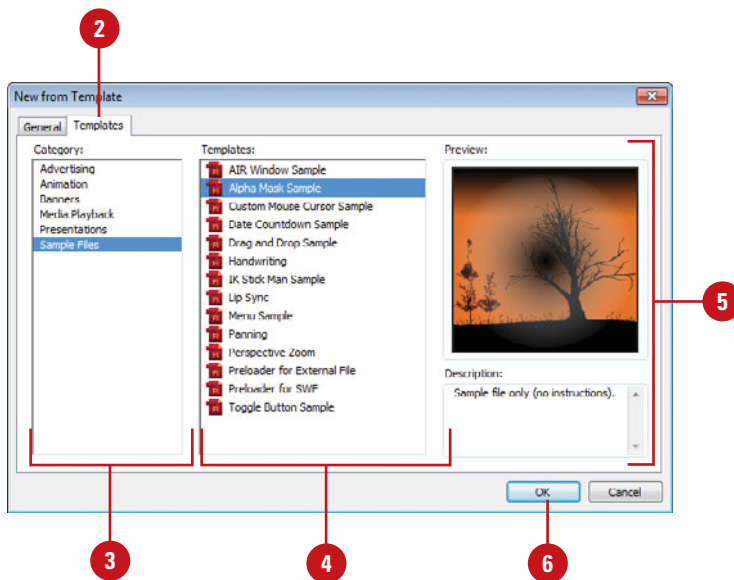 2
New from Template
General Templates
Category:
Advertising
Animation
Banners
Media Playback
Presentations
Sample Files
Templates:
AIR Window Sample
Alpha Mask Sample
Custom Mouse Cursor Sample
Date Countdown Sample
Drag and Drop Sample
Handwriting
IK Stick Man Sample
Lip Sync
Menu Sample
Panning
Perspective Zoom
Preloader for External File
Preloader for SWF
Toggle Button Sample
Preview:
5
Description:
Sample file only (no instructions).
OK Cancel
3
4
6